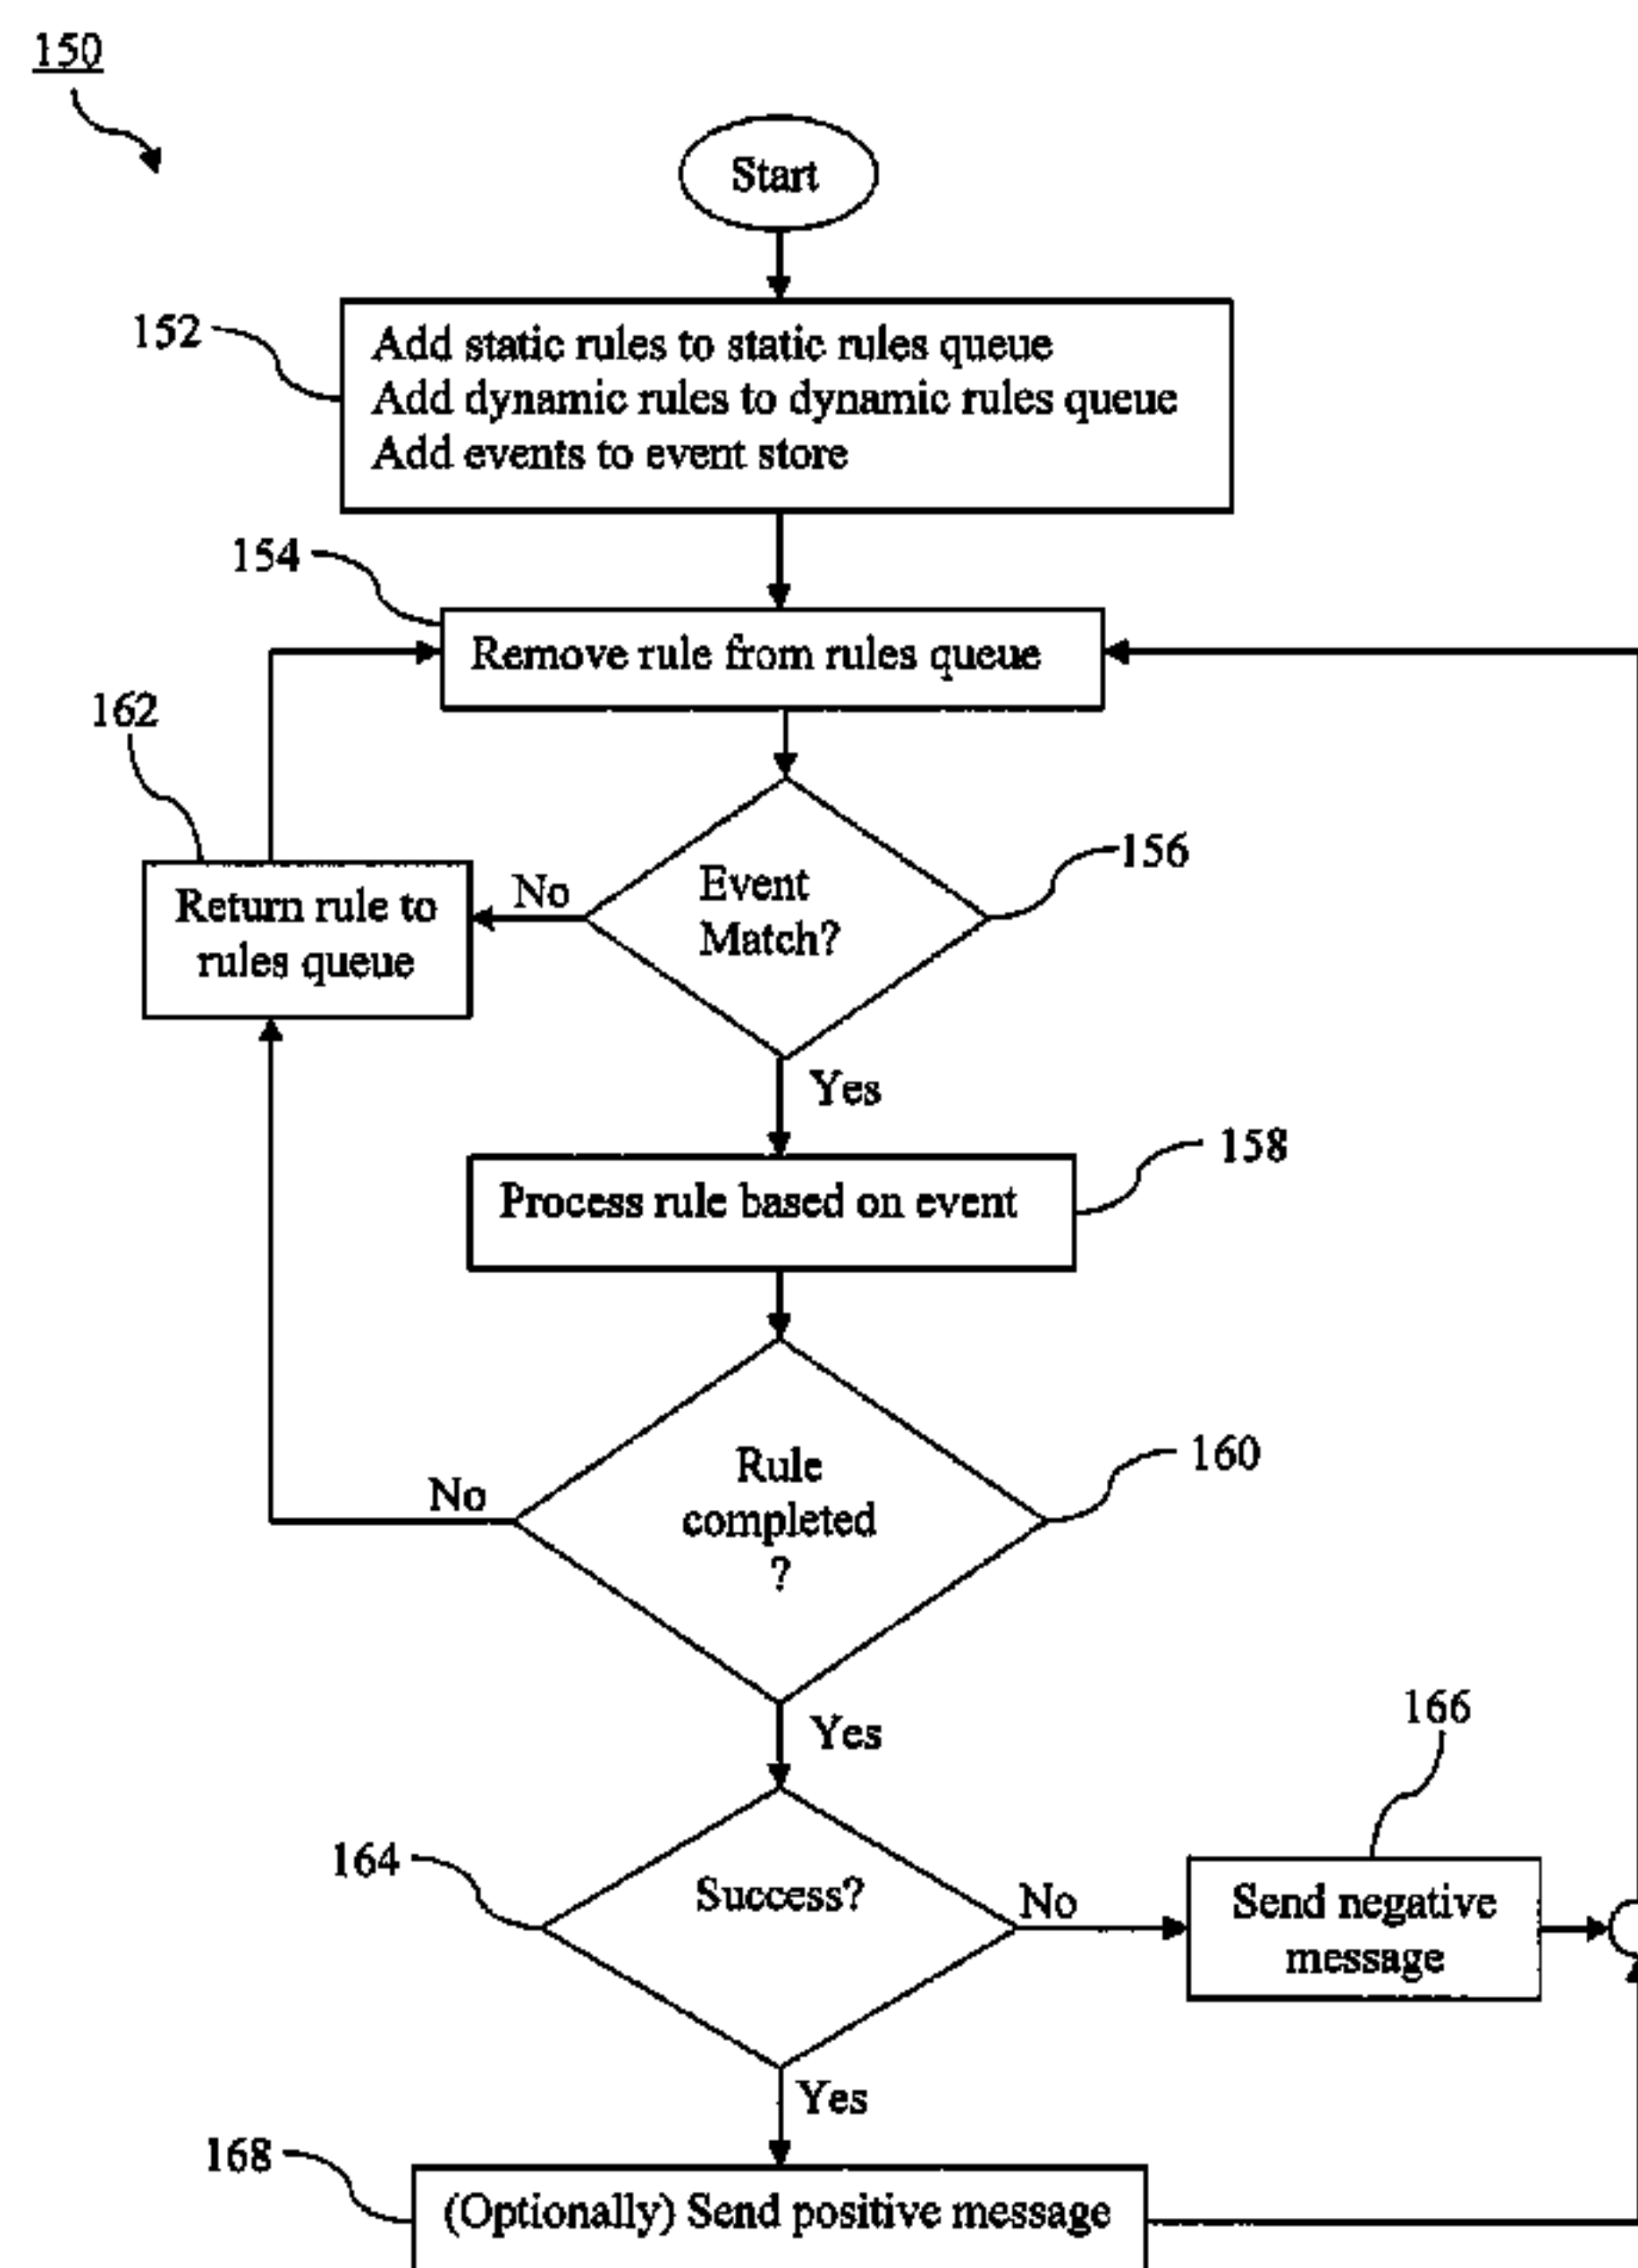 150
Start
152
Add static rules to static rules queue
Add dynamic rules to dynamic rules queue
Add events to event store
154
Remove rule from rules queue
162
156
Return rule to
rules queue
No
Event
Match?
Yes
158
Process rule based on event
160
No
Rule
completed
?
Yes
166
164
Success?
No
Send negative
message
Yes
168
(Optionally) Send positive message